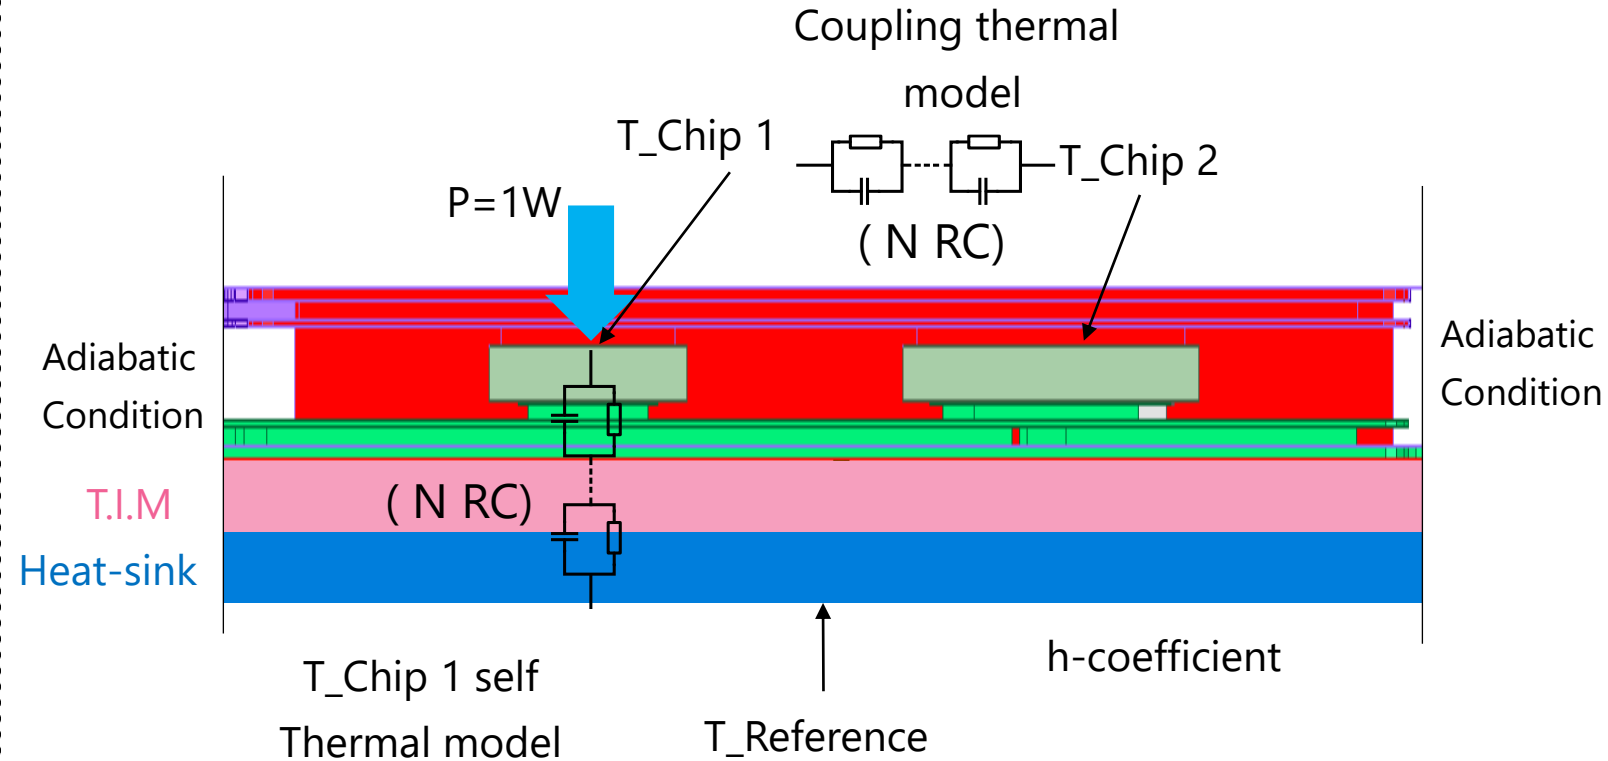 Coupling thermal
model
T_Chip 1
T_Chip 2
P=1W
( N RC)
Adiabatic
Condition
Adiabatic
Condition
T.I.M
( N RC)
Heat-sink
T_Chip 1 self
Thermal model
T_Reference
h-coefficient